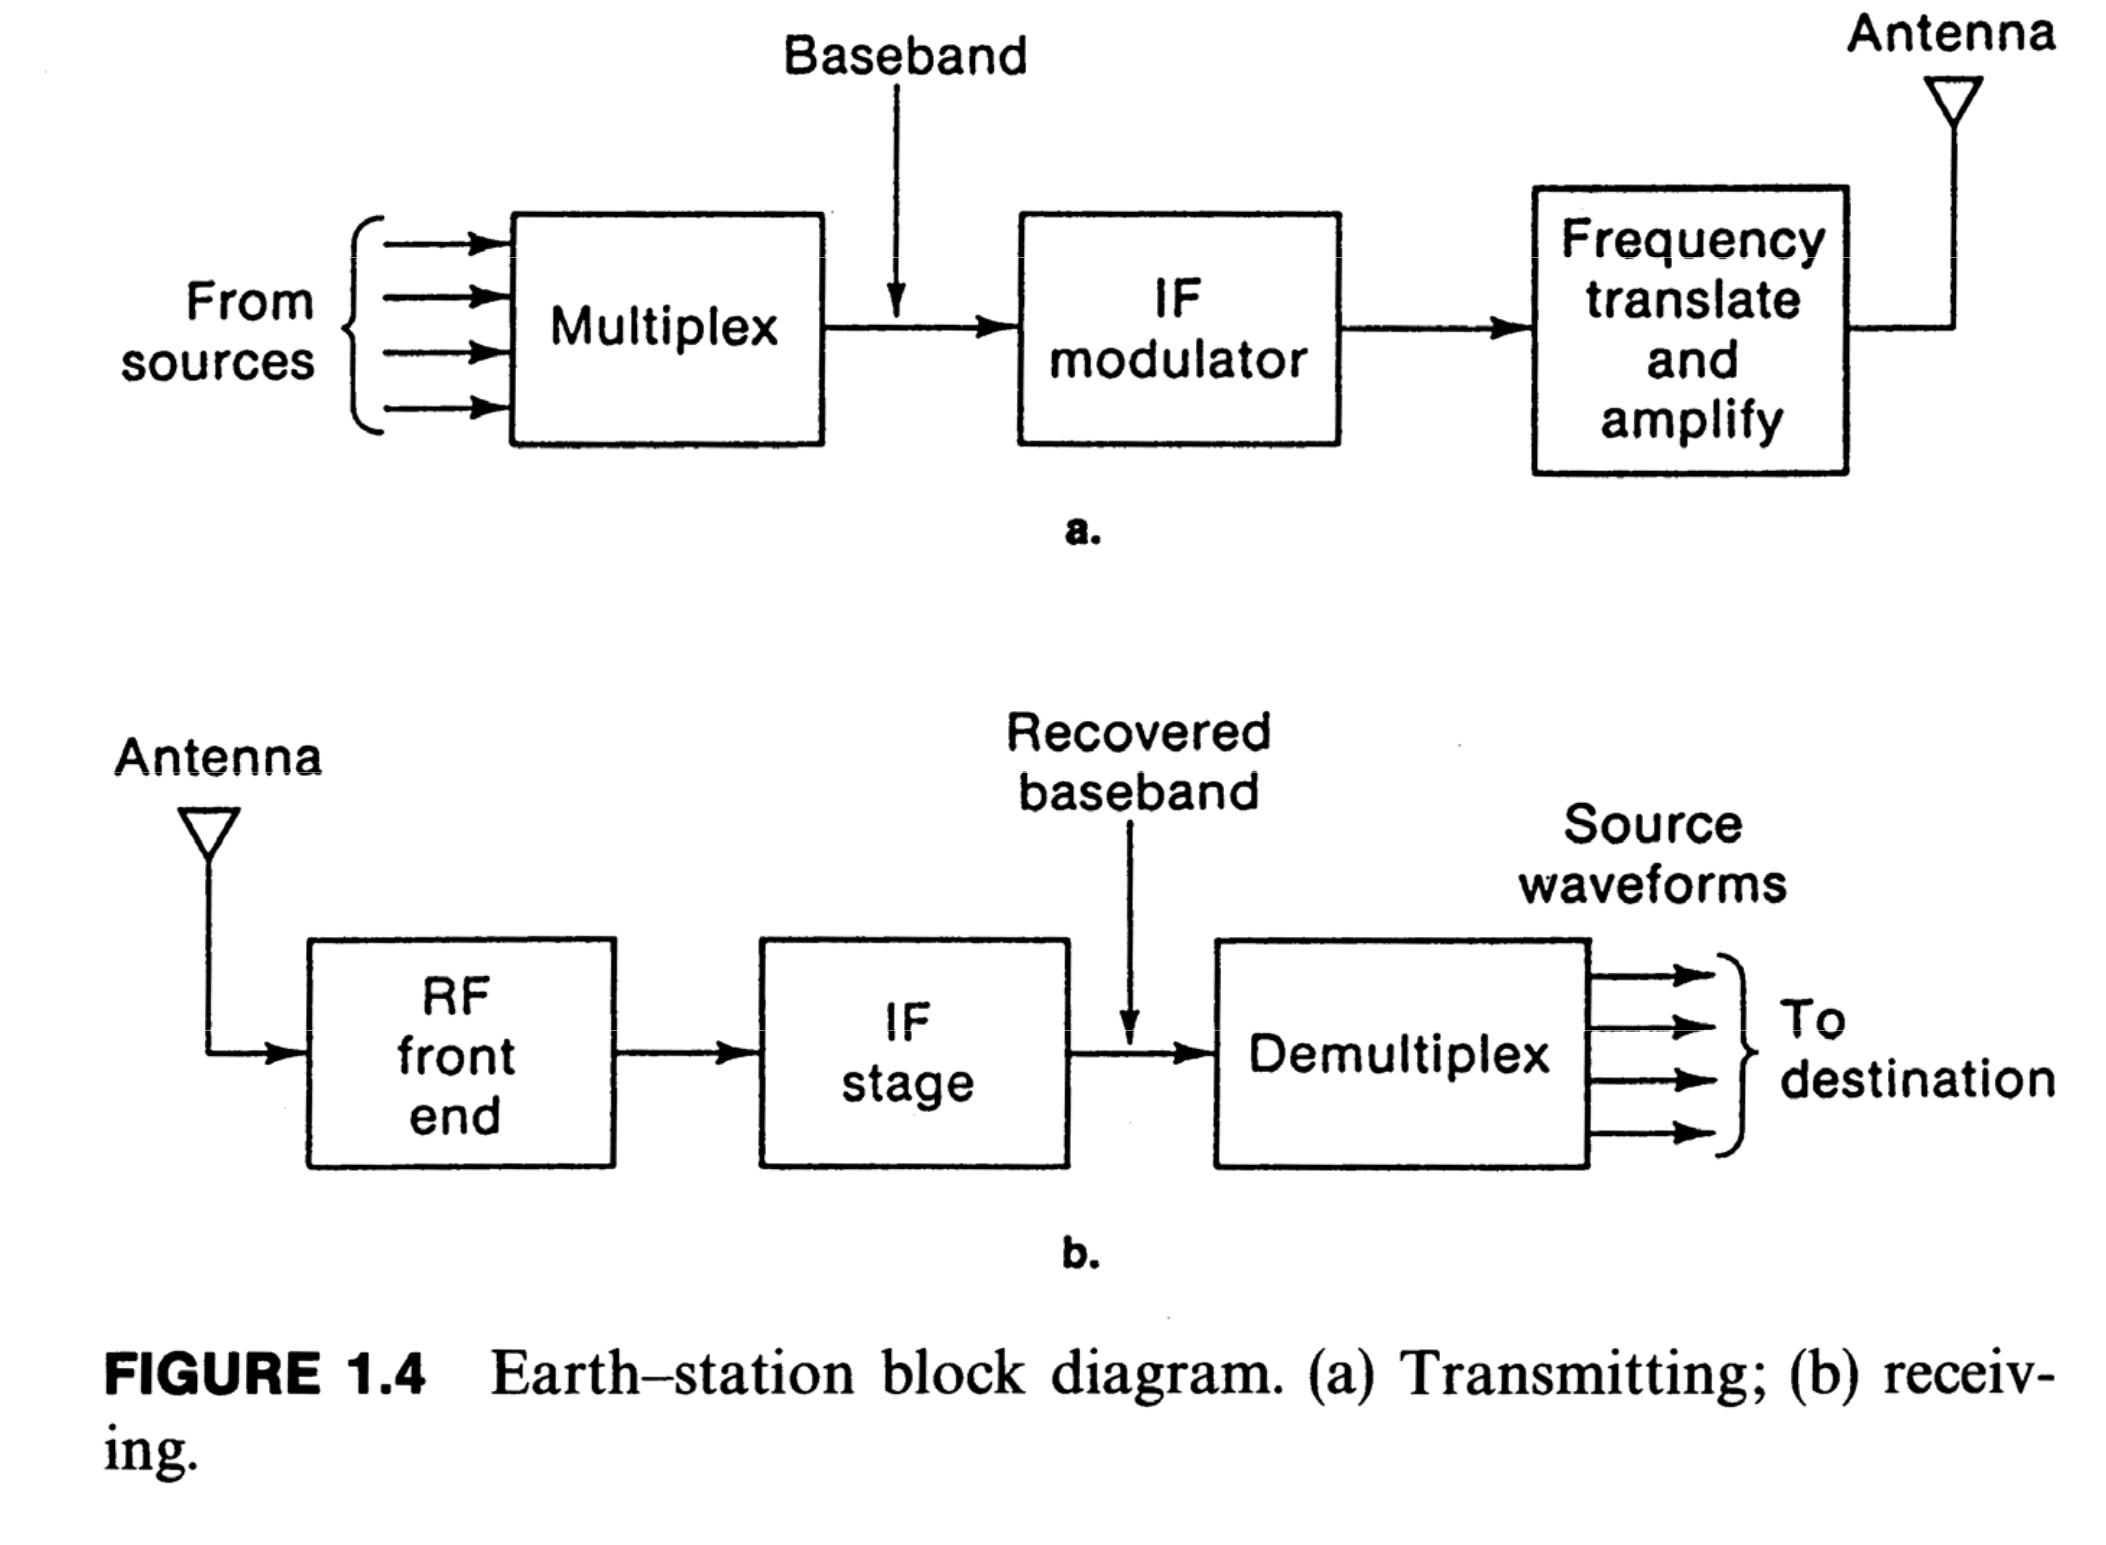 Baseband
Antenna
From
sources
Multiplex
IF
modulator
Frequency
translate
and
amplify
a.
Antenna
Recovered
baseband
Source
waveforms
RF
front
end
IF
stage
Demultiplex
To
destination
b.
FIGURE 1.4 Earth–station block diagram. (a) Transmitting; (b) receiv-
ing.